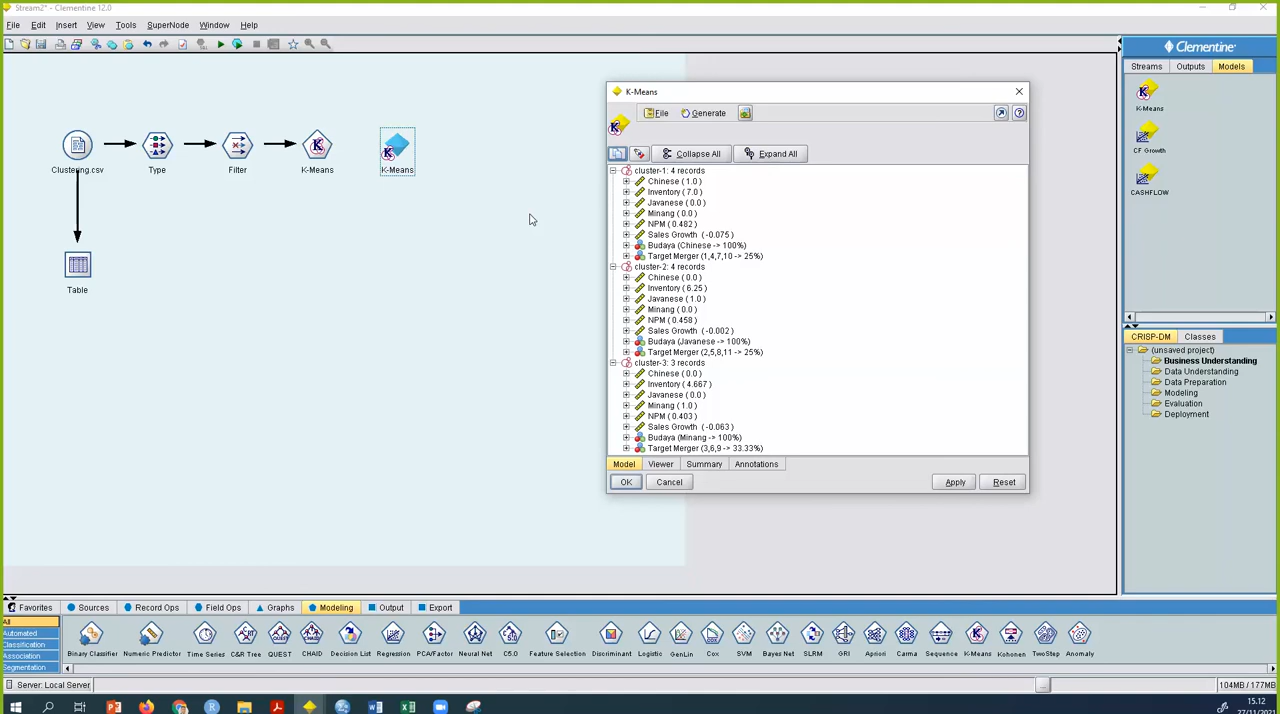 Stream2* - Clementine 12.0
File Edit Insert View Tools SuperNode Window Help
Clementine
Streams Outputs Models
K-Means
CF Growth
CASHFLOW
Clustering.csv
Type
Filter
K-Means
K-Means
Table
K-Means
File Generate
Collapse All Expand All
cluster-1: 4 records
Chinese ( 1.0 )
Inventory ( 7.0 )
Javanese ( 0.0 )
Minang ( 0.0 )
NPM ( 0.482 )
Sales Growth ( -0.075 )
Budaya (Chinese -> 100%)
Target Merger (1,4,7,10 -> 25%)
cluster-2: 4 records
Chinese ( 0.0 )
Inventory ( 6.25 )
Javanese ( 1.0 )
Minang ( 0.0 )
NPM ( 0.458 )
Sales Growth ( -0.002 )
Budaya (Javanese -> 100%)
Target Merger (2,5,8,11 -> 25%)
cluster-3: 3 records
Chinese ( 0.0 )
Inventory ( 4.667 )
Javanese ( 0.0 )
Minang ( 1.0 )
NPM ( 0.403 )
Sales Growth ( -0.063 )
Budaya (Minang -> 100%)
Target Merger (3,6,9 -> 33.33%)
Model Viewer Summary Annotations
OK Cancel Apply Reset
CRISP-DM Classes
(unsaved project)
Business Understanding
Data Understanding
Data Preparation
Modeling
Evaluation
Deployment
Favorites Sources Record Ops Field Ops Graphs Modeling Output Export
All
Automated
Classification
Association
Segmentation
Binary Classifier Numeric Predictor Time Series C&R Tree QUEST CHAID Decision List Regression PCA/Factor Neural Net C5.0 Feature Selection Discriminant Logistic GenLin Cox SVM Bayes Net SLRM GRI Apriori Carma Sequence K-Means Kohonen TwoStep Anomaly
Server: Local Server
104MB / 177MB
15.12
27/11/2021